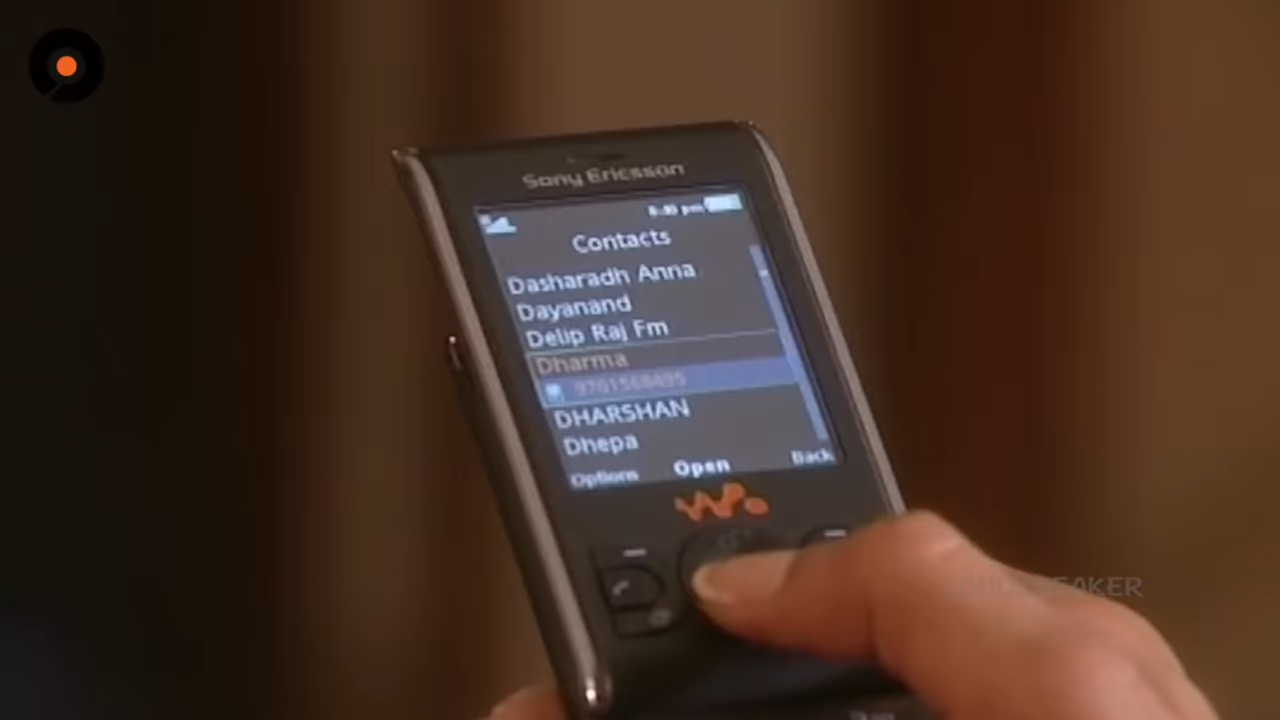 Sony Ericsson
Contacts
Dasharadh Anna
Dayanand
Delip Raj Fm
Dharma
DHARSHAN
Dhepa
Options Open Back